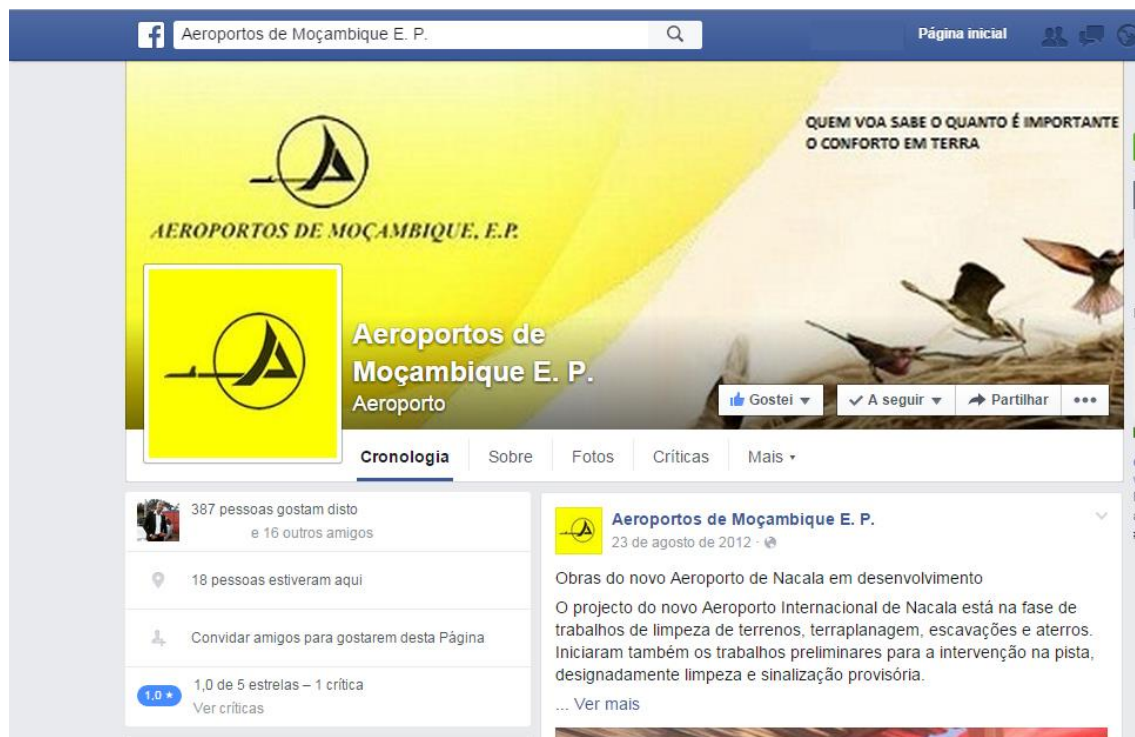 Aeroportos de Moçambique E. P.
Página inicial
QUEM VOA SABE O QUANTO É IMPORTANTE
O CONFORTO EM TERRA
AEROPORTOS DE MOÇAMBIQUE, E.P.
Aeroportos de
Moçambique E. P.
Aeroporto
Gostei
A seguir
Partilhar
Cronologia
Sobre
Fotos
Críticas
Mais
387 pessoas gostam disto
e 16 outros amigos
18 pessoas estiveram aqui
Convidar amigos para gostarem desta Página
1,0
1,0 de 5 estrelas – 1 crítica
Ver críticas
Aeroportos de Moçambique E. P.
23 de agosto de 2012 ·
Obras do novo Aeroporto de Nacala em desenvolvimento
O projecto do novo Aeroporto Internacional de Nacala está na fase de
trabalhos de limpeza de terrenos, terraplanagem, escavações e aterros.
Iniciaram também os trabalhos preliminares para a intervenção na pista,
designadamente limpeza e sinalização provisória.
... Ver mais